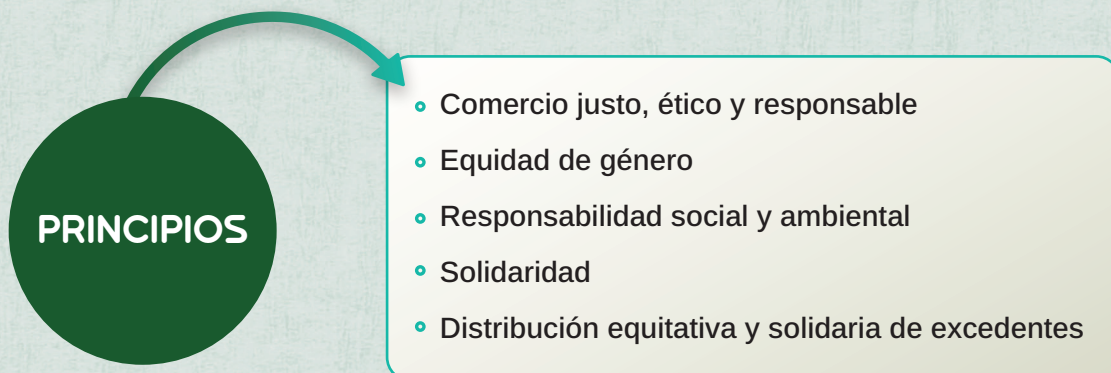 PRINCIPIOS
Comercio justo, ético y responsable
Equidad de género
Responsabilidad social y ambiental
Solidaridad
Distribución equitativa y solidaria de excedentes